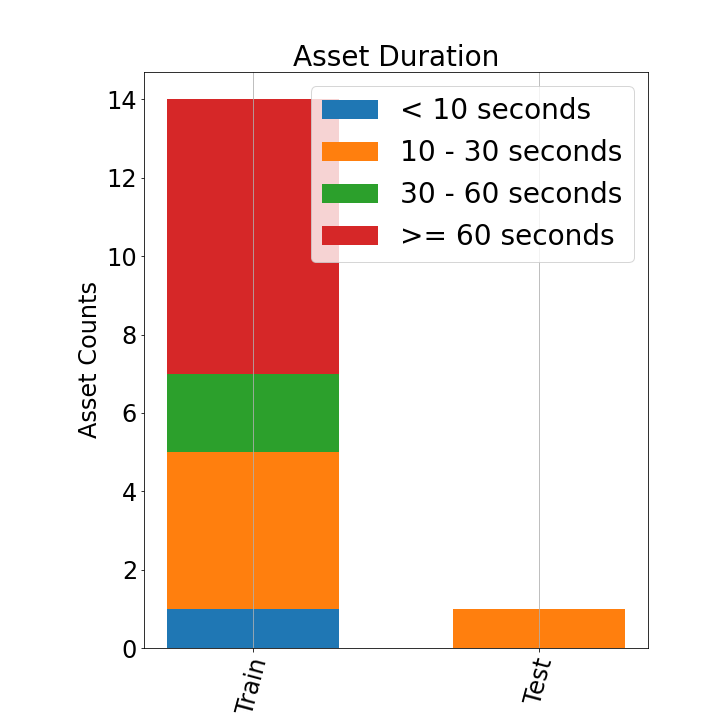 Asset Duration
< 10 seconds
10 - 30 seconds
30 - 60 seconds
>= 60 seconds
Asset Counts
14
12
10
8
6
4
2
0
Train
Test